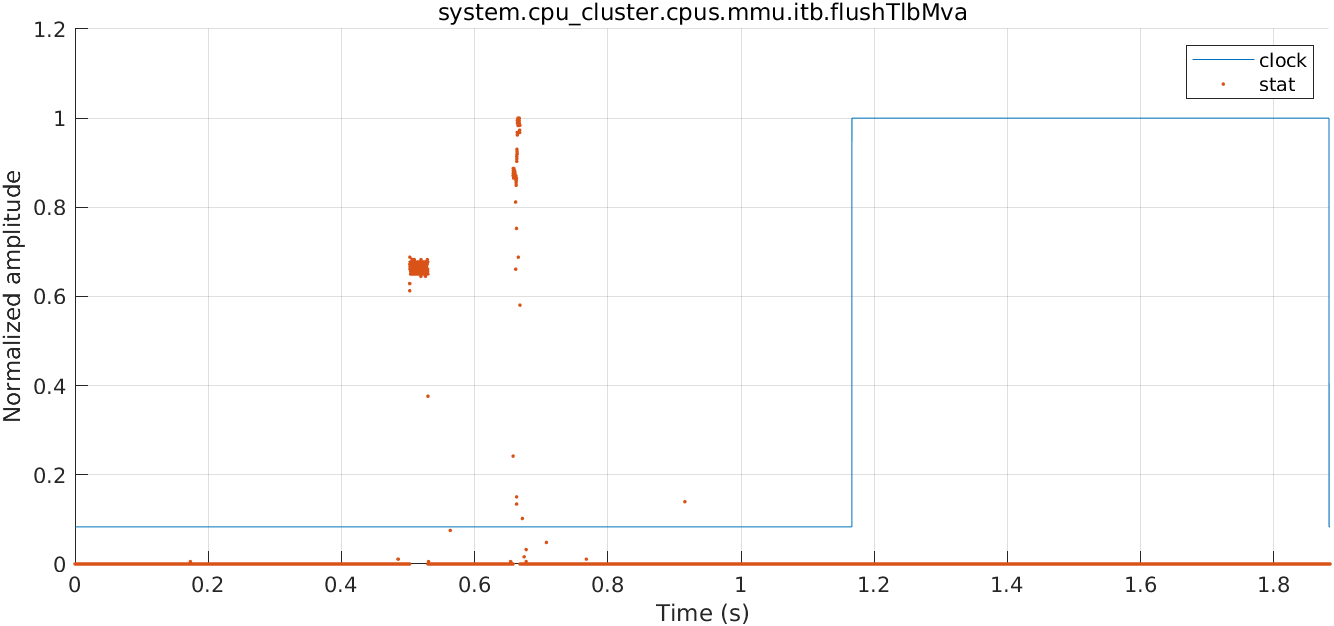 system.cpu_cluster.cpus.mmu.itb.flushTlbMva
1.2
1
0.8
0.6
0.4
0.2
0
Normalized amplitude
clock
stat
0 0.2 0.4 0.6 0.8 1 1.2 1.4 1.6 1.8
Time (s)